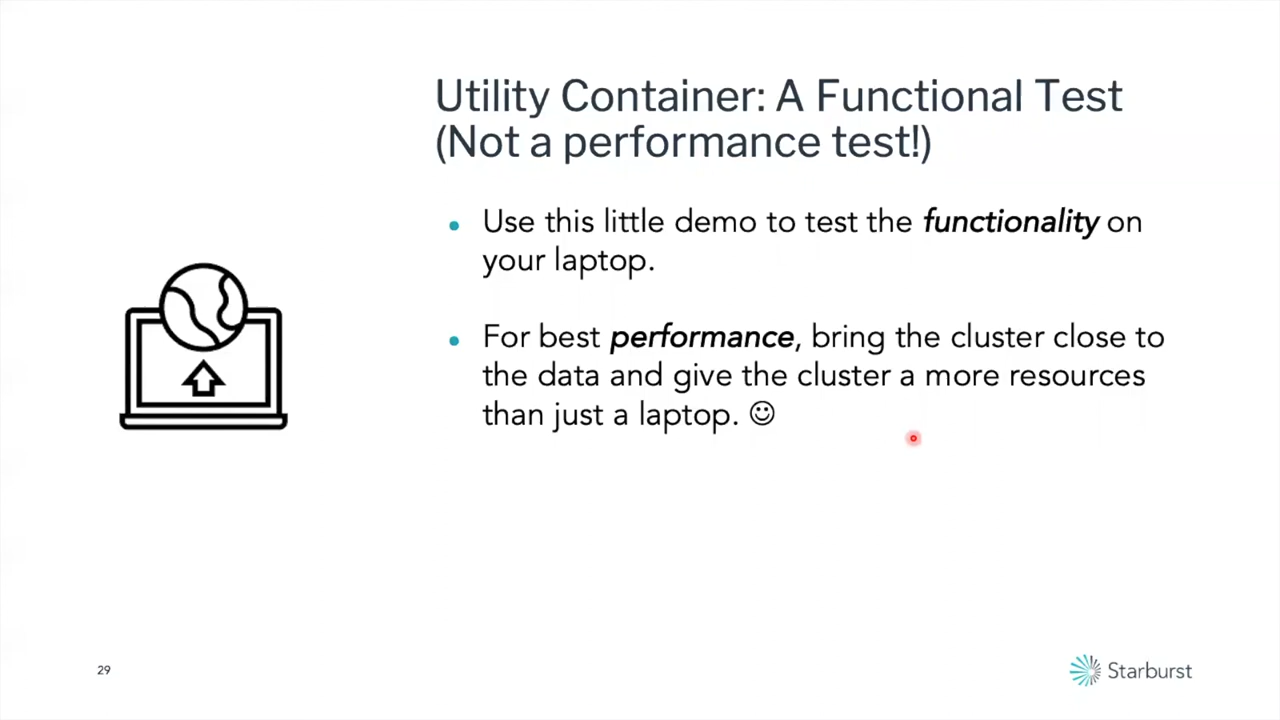 Utility Container: A Functional Test
(Not a performance test!)
• Use this little demo to test the functionality on
your laptop.
• For best performance, bring the cluster close to
the data and give the cluster a more resources
than just a laptop. ☺
29
Starburst